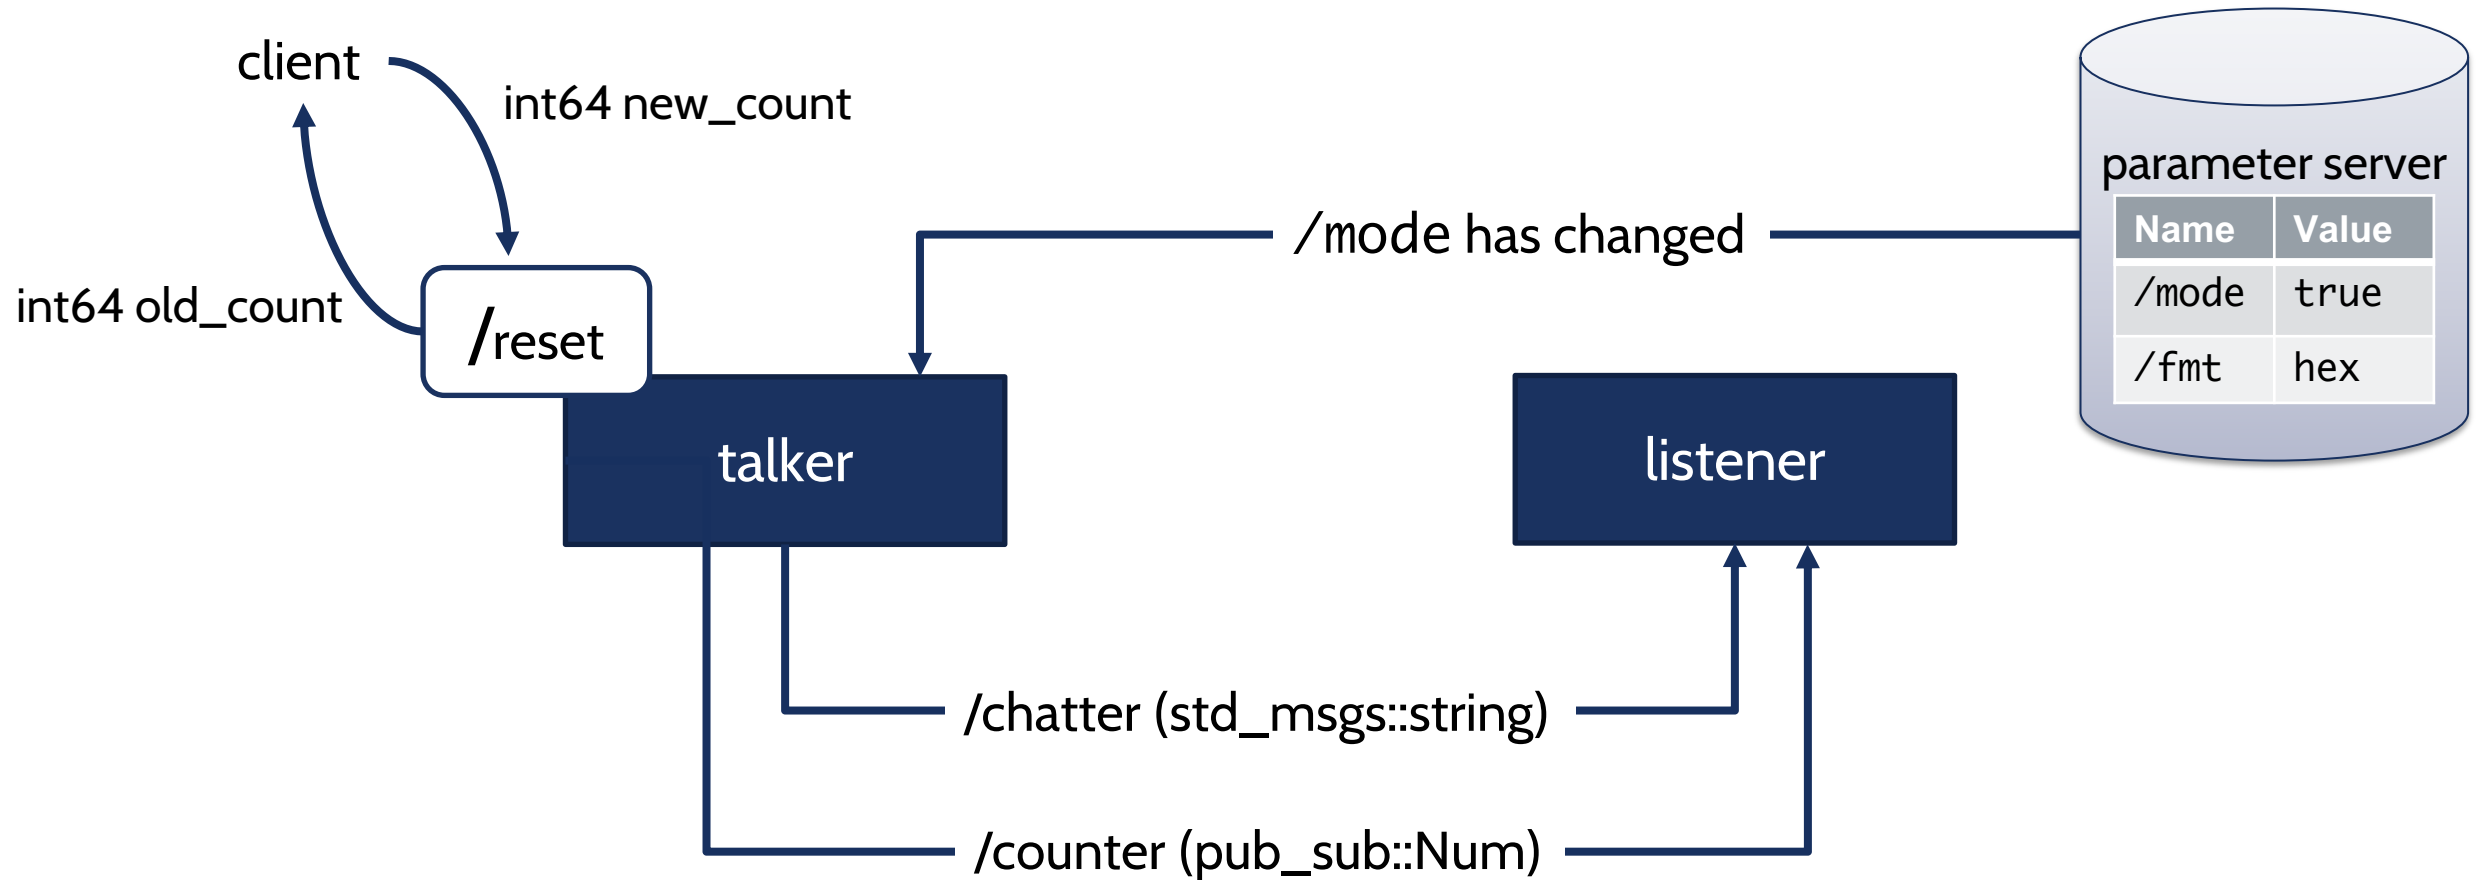 client
int64 new_count
int64 old_count
/reset
/mode has changed
parameter server
Name Value
/mode true
/fmt hex
talker
listener
/chatter (std_msgs::string)
/counter (pub_sub::Num)